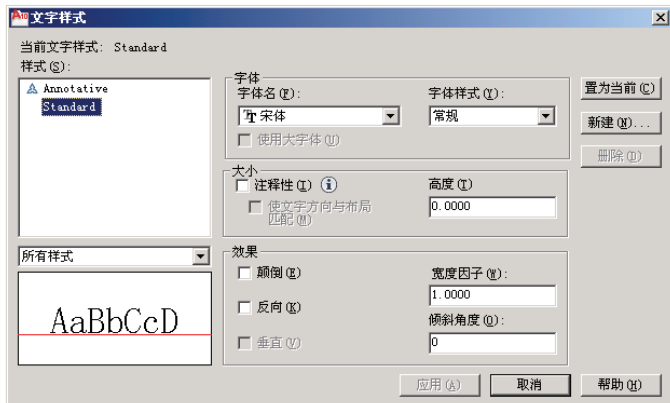 文字样式
当前文字样式: Standard
样式(S):
Annotative
Standard
所有样式
AaBbCcD
字体
字体名(F):
宋体
使用大字体(U)
字体样式(Y):
常规
大小
注释性(I)
使文字方向与布局
匹配(M)
高度(T)
0.0000
效果
颠倒(E)
反向(K)
垂直(V)
宽度因子(W):
1.0000
倾斜角度(O):
0
置为当前(C)
新建(N)...
删除(D)
应用(A)
取消
帮助(H)